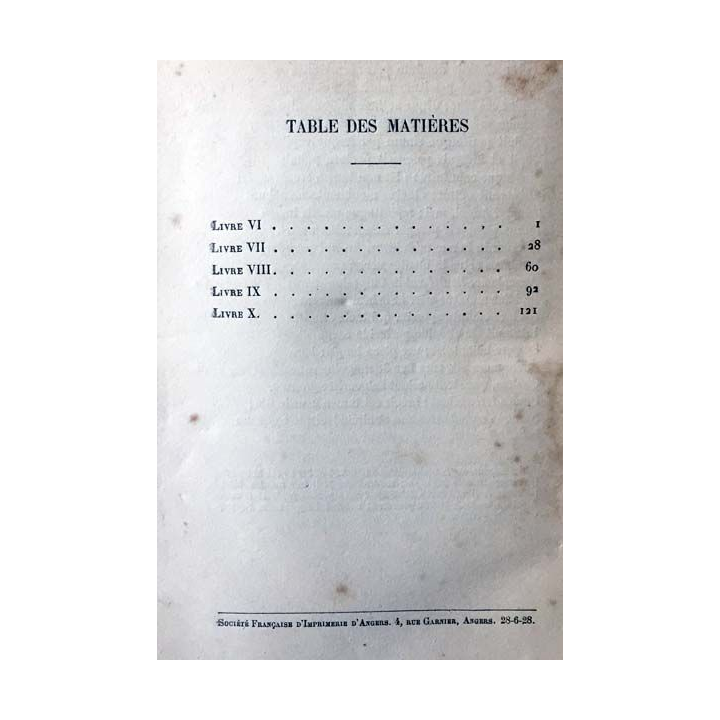 TABLE DES MATIÈRES
LIVRE VI . . . . . . . . . . . . . . . . . 1
LIVRE VII . . . . . . . . . . . . . . . . 28
LIVRE VIII. . . . . . . . . . . . . . . . 60
LIVRE IX . . . . . . . . . . . . . . . . 92
LIVRE X. . . . . . . . . . . . . . . . . 121
SOCIÉTÉ FRANÇAISE D'IMPRIMERIE D'ANGERS. 4, RUE GARNIER, ANGERS. 28-6-28.